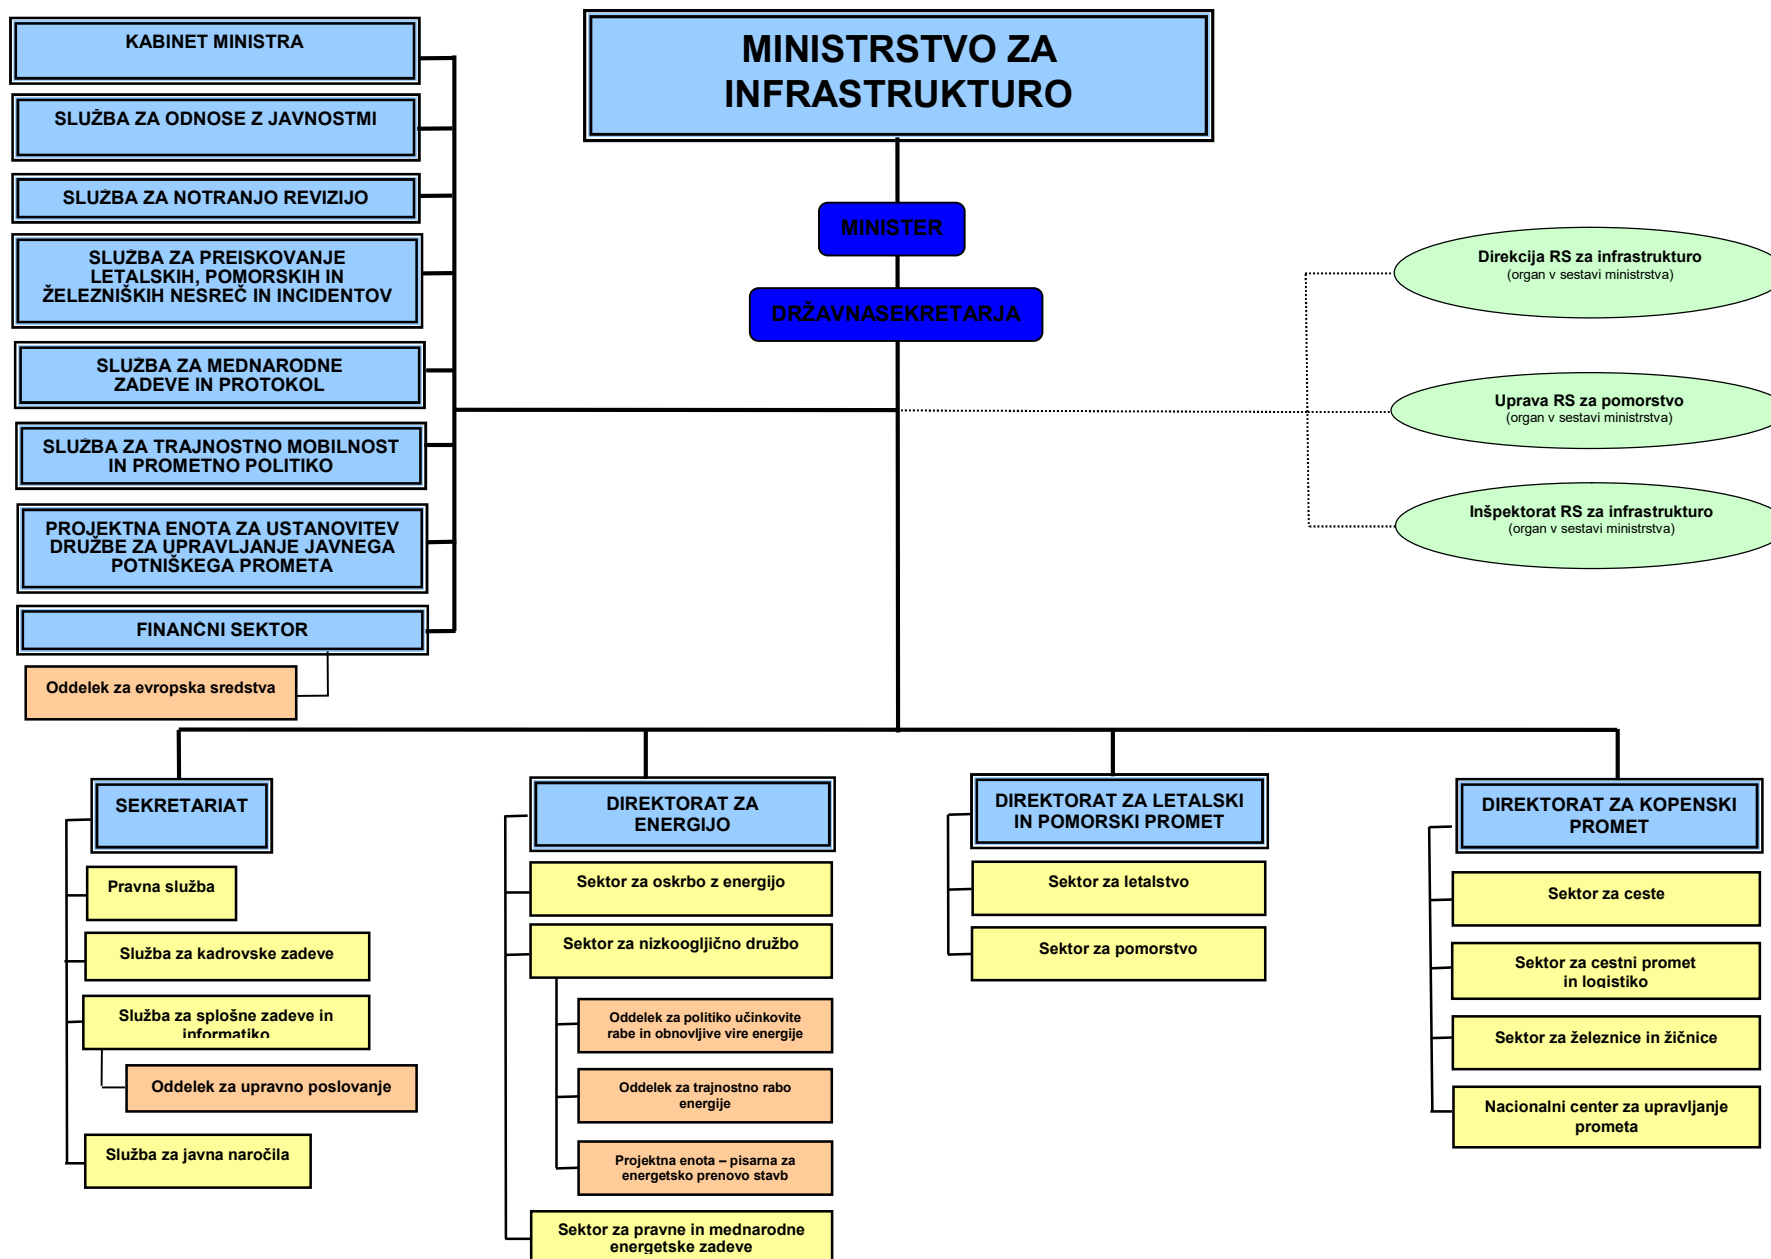 MINISTRSTVO ZA
INFRASTRUKTURO
MINISTER
DRŽAVNASEKRETARJA
KABINET MINISTRA
SLUŽBA ZA ODNOSE Z JAVNOSTMI
SLUŽBA ZA NOTRANJO REVIZIJO
SLUŽBA ZA PREISKOVANJE
LETALSKIH, POMORSKIH IN
ŽELEZNIŠKIH NESREČ IN INCIDENTOV
SLUŽBA ZA MEDNARODNE
ZADEVE IN PROTOKOL
SLUŽBA ZA TRAJNOSTNO MOBILNOST
IN PROMETNO POLITIKO
PROJEKTNA ENOTA ZA USTANOVITEV
DRUŽBE ZA UPRAVLJANJE JAVNEGA
POTNIŠKEGA PROMETA
FINANČNI SEKTOR
Oddelek za evropska sredstva
Direkcija RS za infrastrukturo
(organ v sestavi ministrstva)
Uprava RS za pomorstvo
(organ v sestavi ministrstva)
Inšpektorat RS za infrastrukturo
(organ v sestavi ministrstva)
SEKRETARIAT
Pravna služba
Služba za kadrovske zadeve
Služba za splošne zadeve in
informatiko
Oddelek za upravno poslovanje
Služba za javna naročila
DIREKTORAT ZA
ENERGIJO
Sektor za oskrbo z energijo
Sektor za nizkoogljično družbo
Oddelek za politiko učinkovite
rabe in obnovljive vire energije
Oddelek za trajnostno rabo
energije
Projektna enota – pisarna za
energetsko prenovo stavb
Sektor za pravne in mednarodne
energetske zadeve
DIREKTORAT ZA LETALSKI
IN POMORSKI PROMET
Sektor za letalstvo
Sektor za pomorstvo
DIREKTORAT ZA KOPENSKI
PROMET
Sektor za ceste
Sektor za cestni promet
in logistiko
Sektor za železnice in žičnice
Nacionalni center za upravljanje
prometa